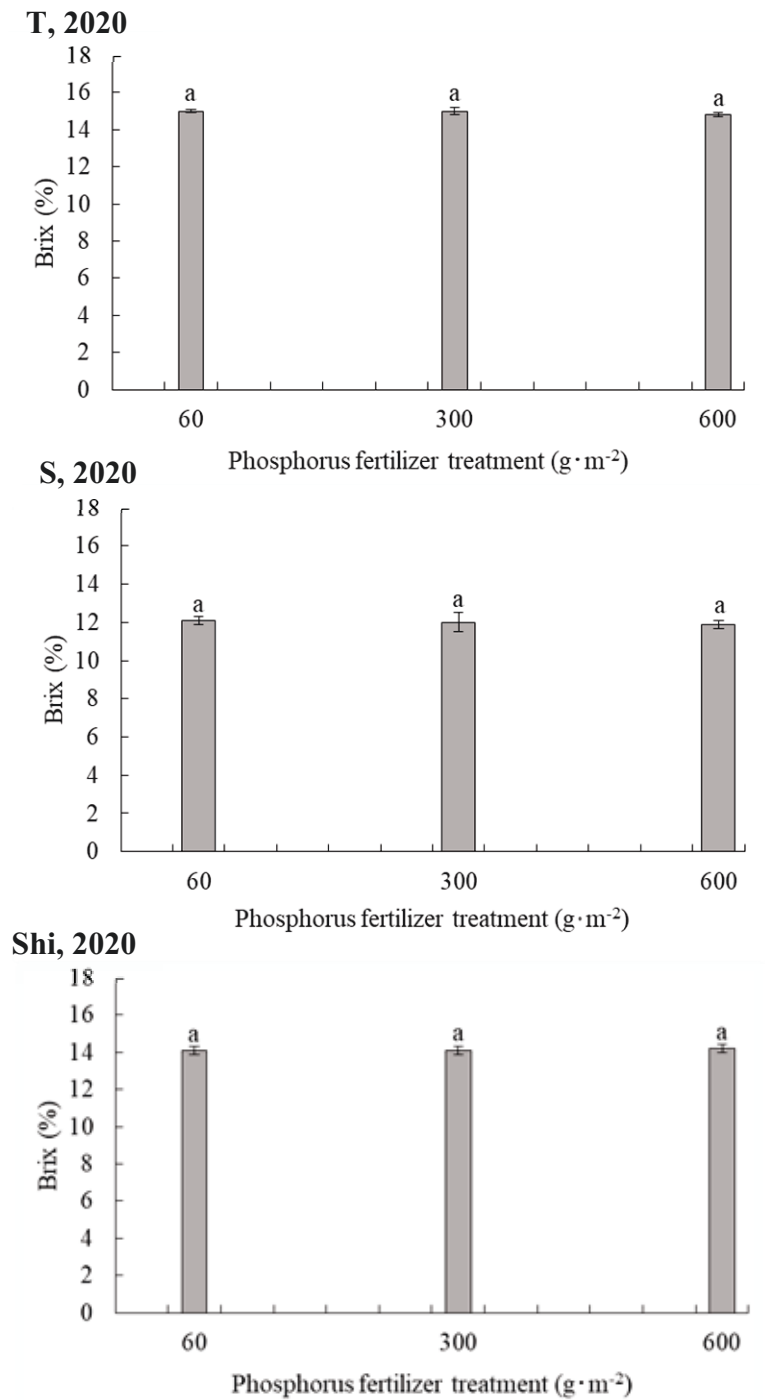 T, 2020
18
a a a
16
14
12
10
8
6
4
2
0
Brix (%)
60 300 600
Phosphorus fertilizer treatment (g·m-2)
S, 2020
18
16
14
a a a
12
10
8
6
4
2
0
Brix (%)
60 300 600
Phosphorus fertilizer treatment (g·m-2)
Shi, 2020
18
16
a a a
14
12
10
8
6
4
2
0
Brix (%)
60 300 600
Phosphorus fertilizer treatment (g·m-2)